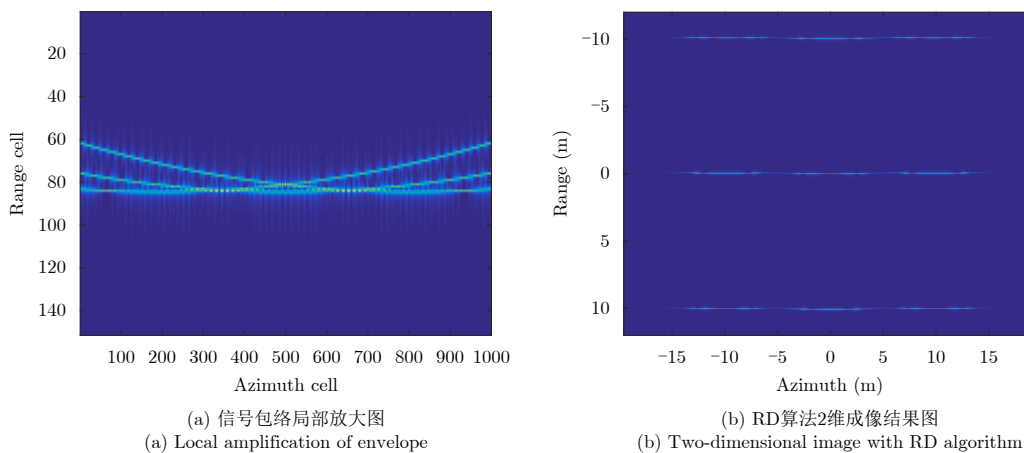 20
40
60
80
100
120
140
Range cell
100 200 300 400 500 600 700 800 900 1000
Azimuth cell
(a) 信号包络局部放大图
(a) Local amplification of envelope
−10
−5
0
5
10
Range (m)
−15 −10 −5 0 5 10 15
Azimuth (m)
(b) RD算法2维成像结果图
(b) Two-dimensional image with RD algorithm